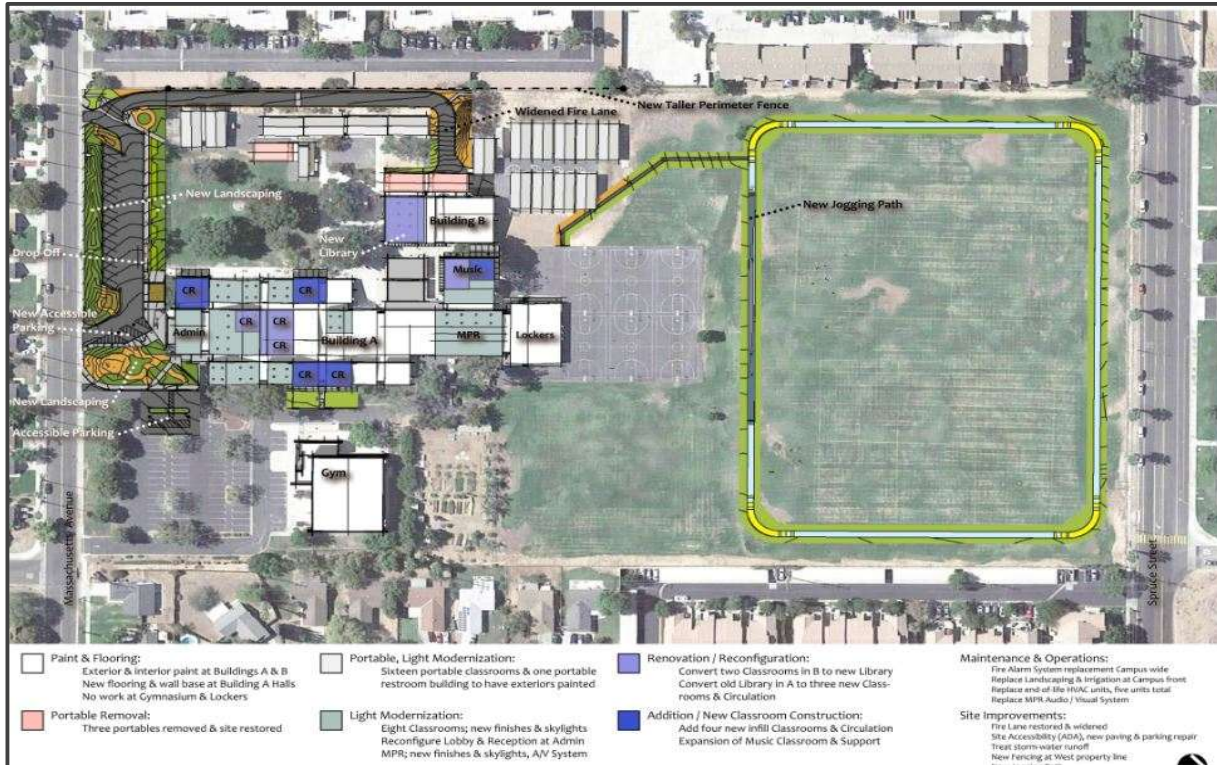 New Taller Perimeter Fence
Widened Fire Lane
New Landscaping
New Jogging Path
Building B
New
Library
Drop Off
Music
CR
CR
New Accessible
Parking
Admin
CR
CR
CR
Building A
MPR
Lockers
CR
CR
New Landscaping
Accessible Parking
Gym
Massachusetts Avenue
Spruce Street
Paint & Flooring:
Exterior & interior paint at Buildings A & B
New flooring & wall base at Building A Halls
No work at Gymnasium & Lockers
Portable Removal:
Three portables removed & site restored
Portable, Light Modernization:
Sixteen portable classrooms & one portable
restroom building to have exteriors painted
Light Modernization:
Eight Classrooms; new finishes & skylights
Reconfigure Lobby & Reception at Admin
MPR; new finishes & skylights, A/V System
Renovation / Reconfiguration:
Convert two Classrooms in B to new Library
Convert old Library in A to three new Class-
rooms & Circulation
Addition / New Classroom Construction:
Add four new infill Classrooms & Circulation
Expansion of Music Classroom & Support
Maintenance & Operations:
Fire Alarm System replacement Campus wide
Replace Landscaping & Irrigation at Campus front
Replace end-of-life HVAC units, five units total
Replace MPR Audio / Visual System
Site Improvements:
Fire Lane restored & widened
Site Accessibility (ADA), new paving & parking repair
Treat storm-water runoff
New Fencing at West property line